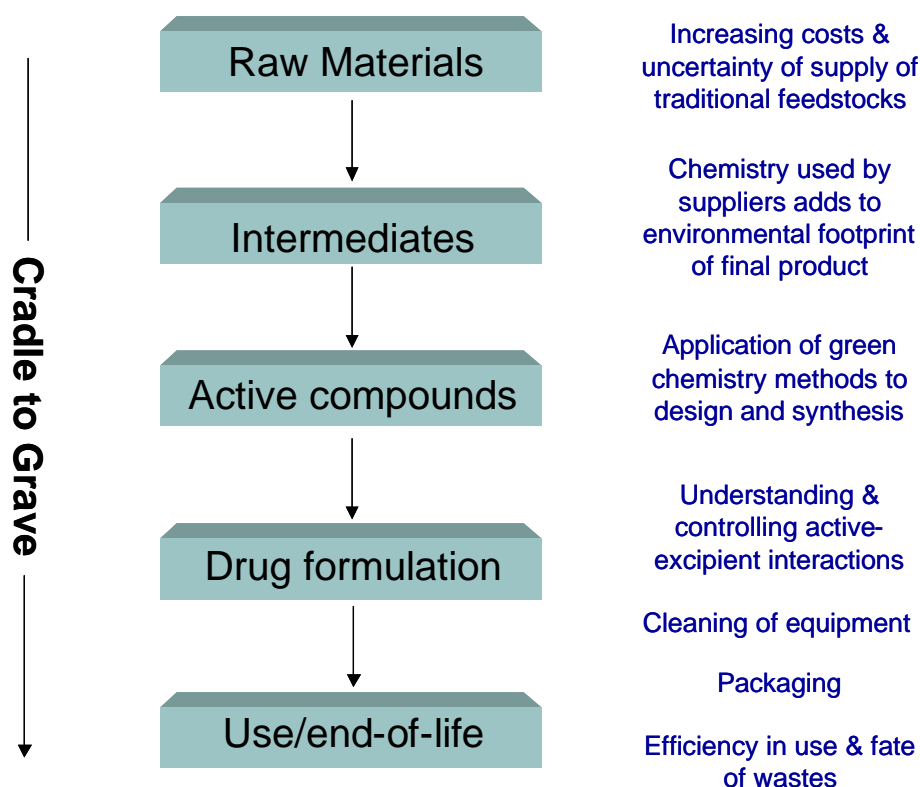 Raw Materials
Increasing costs &
uncertainty of supply of
traditional feedstocks
Intermediates
Chemistry used by
suppliers adds to
environmental footprint
of final product
Cradle to Grave
Active compounds
Application of green
chemistry methods to
design and synthesis
Drug formulation
Understanding &
controlling active-
excipient interactions
Cleaning of equipment
Packaging
Use/end-of-life
Efficiency in use & fate
of wastes